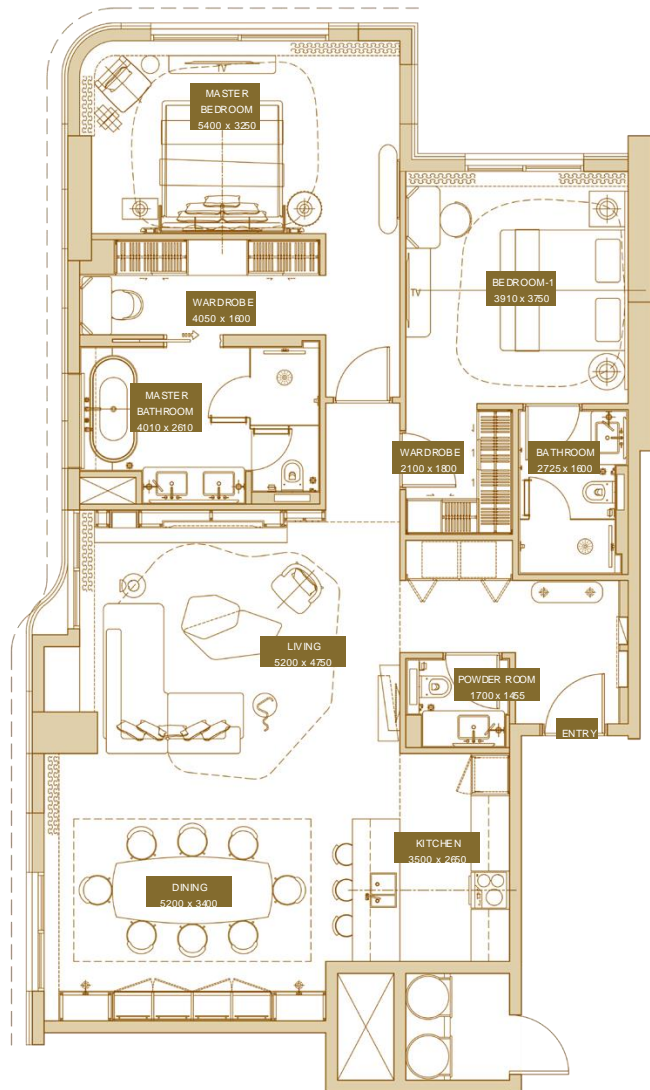 TV
MASTER
BEDROOM
5400 x 3250
BEDROOM-1
3910 x 3750
TV
WARDROBE
4050 x 1600
MASTER
BATHROOM
4010 x 2610
WARDROBE
2100 x 1800
BATHROOM
2725 x 1600
LIVING
5200 x 4750
POWDER ROOM
1700 x 1455
ENTRY
KITCHEN
3500 x 2650
DINING
5200 x 3400